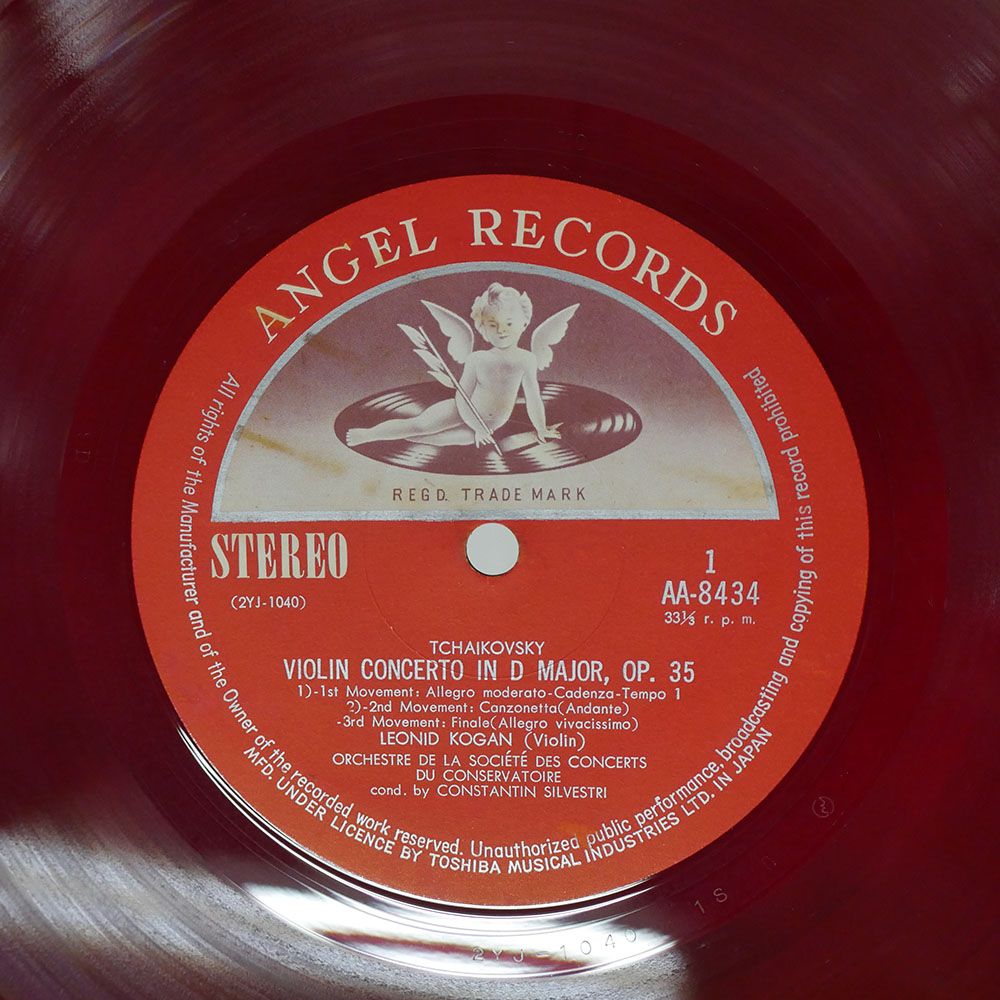 ANGEL RECORDS
REGD. TRADE MARK
STEREO
(2YJ-1040)
1
AA-8434
33⅓ r. p. m.
TCHAIKOVSKY
VIOLIN CONCERTO IN D MAJOR, OP. 35
1)-1st Movement: Allegro moderato-Cadenza-Tempo 1
2)-2nd Movement: Canzonetta(Andante)
-3rd Movement: Finale(Allegro vivacissimo)
LEONID KOGAN (Violin)
ORCHESTRE DE LA SOCIÉTÉ DES CONCERTS
DU CONSERVATOIRE
cond. by CONSTANTIN SILVESTRI
All rights of the Manufacturer and of the Owner of the recorded work reserved. Unauthorized public performance, broadcasting and copying of this record prohibited
MFD. UNDER LICENCE BY TOSHIBA MUSICAL INDUSTRIES LTD. IN JAPAN
2YJ-1040 1S